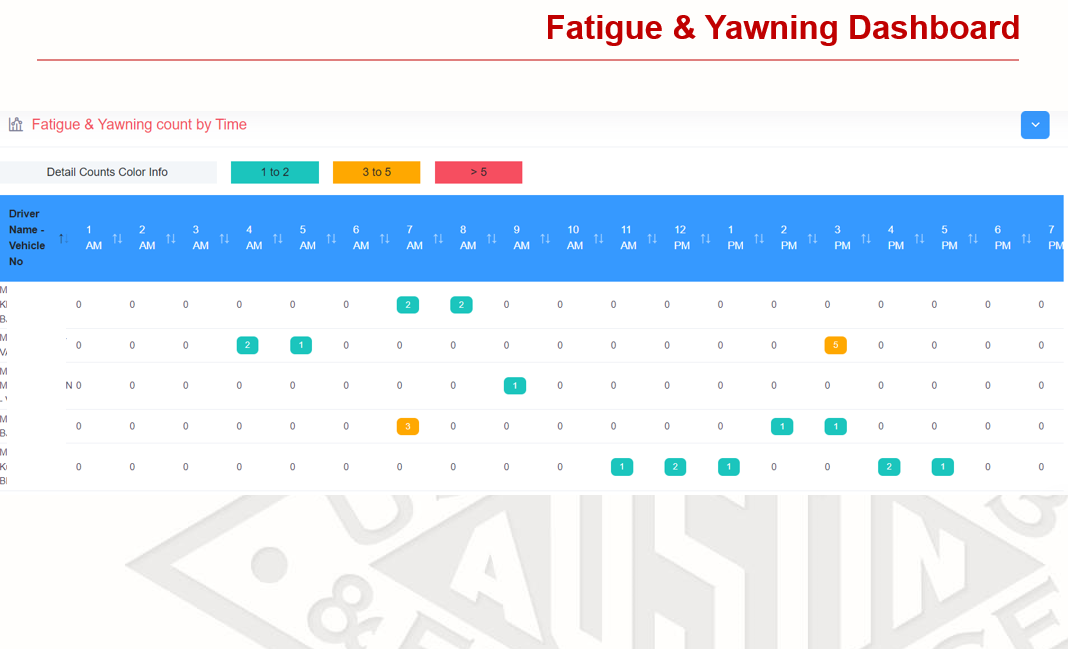 Fatigue & Yawning Dashboard
Fatigue & Yawning count by Time
Detail Counts Color Info 1 to 2 3 to 5 > 5
Driver
Name -
Vehicle
No
1 AM 2 AM 3 AM 4 AM 5 AM 6 AM 7 AM 8 AM 9 AM 10 AM 11 AM 12 PM 1 PM 2 PM 3 PM 4 PM 5 PM 6 PM 7 PM
M
0 0 0 0 0 0 2 2 0 0 0 0 0 0 0 0 0 0 0
M
0 0 0 2 1 0 0 0 0 0 0 0 0 0 5 0 0 0 0
M
M
N 0 0 0 0 0 0 0 0 1 0 0 0 0 0 0 0 0 0 0
M
0 0 0 0 0 0 3 0 0 0 0 0 0 1 1 0 0 0 0
M
0 0 0 0 0 0 0 0 0 0 1 2 1 0 0 2 1 0 0